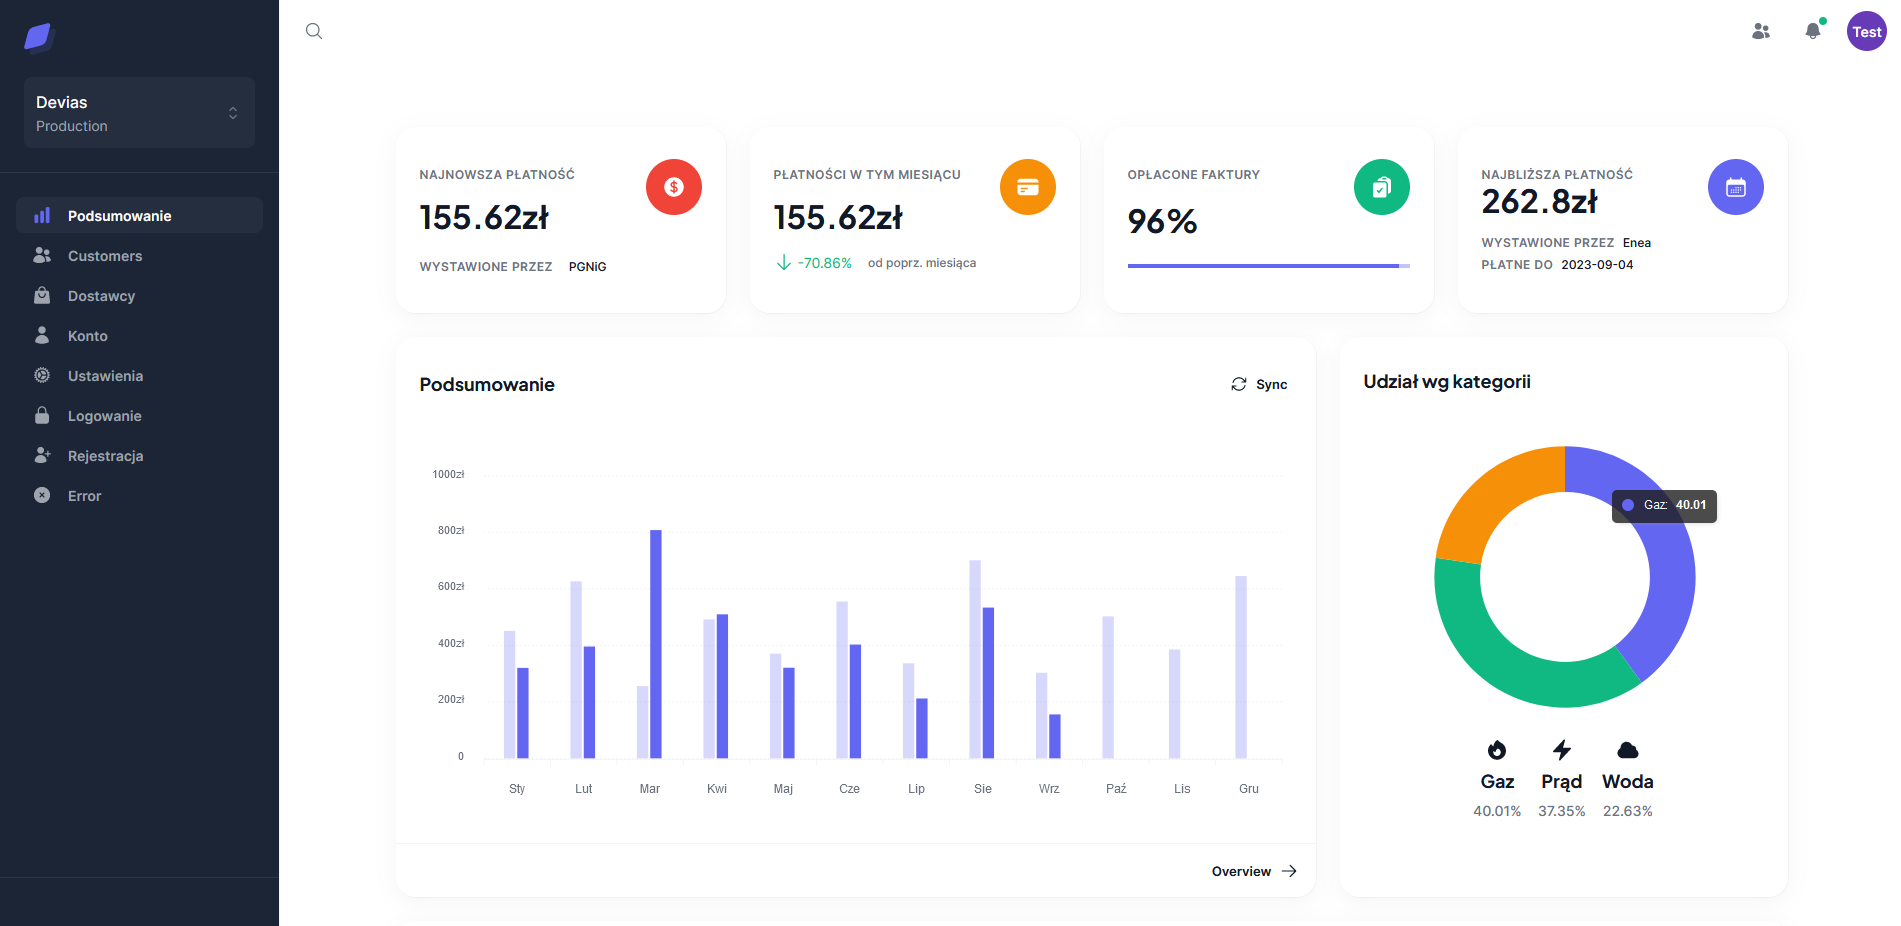 Devias
Production
Podsumowanie
Customers
Dostawcy
Konto
Ustawienia
Logowanie
Rejestracja
Error
Test
NAJNOWSZA PŁATNOŚĆ
155.62zł
WYSTAWIONE PRZEZ PGNiG
PŁATNOŚCI W TYM MIESIĄCU
155.62zł
-70.86% od poprz. miesiąca
OPŁACONE FAKTURY
96%
NAJBLIŻSZA PŁATNOŚĆ
262.8zł
WYSTAWIONE PRZEZ Enea
PŁATNE DO 2023-09-04
Podsumowanie
Sync
1000zł
800zł
600zł
400zł
200zł
0
Sty Lut Mar Kwi Maj Cze Lip Sie Wrz Paź Lis Gru
Overview
Udział wg kategorii
Gaz: 40.01
Gaz Prąd Woda
40.01% 37.35% 22.63%